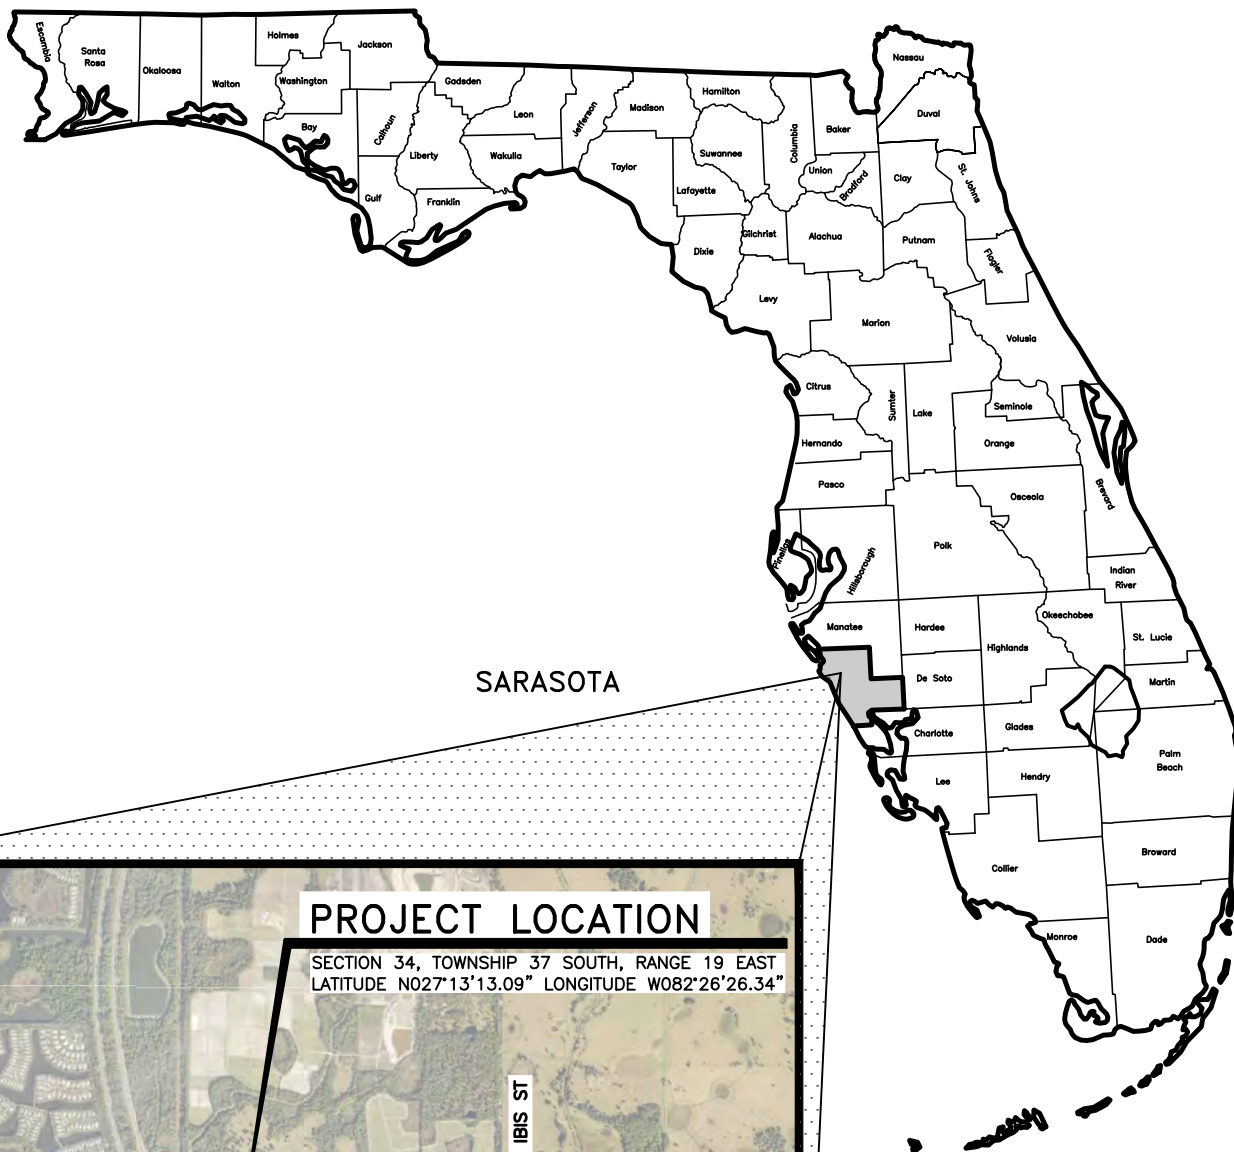 Escambia
Santa
Rosa
Okaloosa
Walton
Holmes
Washington
Jackson
Bay
Calhoun
Gulf
Liberty
Gadsden
Franklin
Leon
Wakulla
Jefferson
Madison
Taylor
Hamilton
Suwannee
Lafayette
Dixie
Columbia
Gilchrist
Baker
Union
Bradford
Alachua
Levy
Nassau
Duval
Clay
St. Johns
Putnam
Flagler
Marion
Volusia
Citrus
Sumter
Lake
Seminole
Orange
Hernando
Pasco
Osceola
Brevard
Pinellas
Hillsborough
Polk
Indian
River
Manatee
Hardee
Highlands
Okeechobee
St. Lucie
De Soto
Martin
Charlotte
Glades
Palm
Beach
Lee
Hendry
Collier
Broward
Monroe
Dade
SARASOTA
PROJECT LOCATION
SECTION 34, TOWNSHIP 37 SOUTH, RANGE 19 EAST
LATITUDE N027°13'13.09" LONGITUDE W082°26'26.34"
IBIS ST